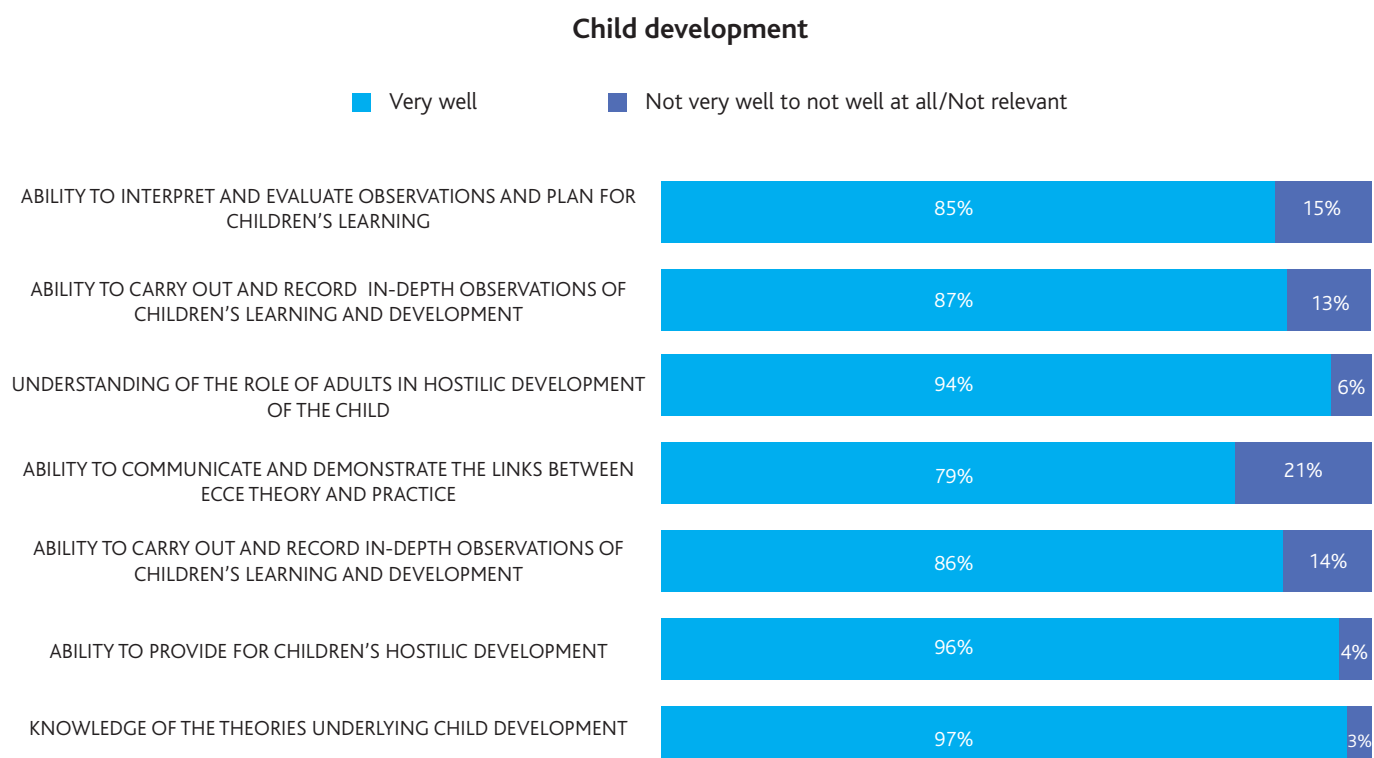 Child development
Very well
Not very well to not well at all/Not relevant
ABILITY TO INTERPRET AND EVALUATE OBSERVATIONS AND PLAN FOR
CHILDREN’S LEARNING
85%
15%
ABILITY TO CARRY OUT AND RECORD  IN-DEPTH OBSERVATIONS OF
CHILDREN’S LEARNING AND DEVELOPMENT
87%
13%
UNDERSTANDING OF THE ROLE OF ADULTS IN HOSTILIC DEVELOPMENT
OF THE CHILD
94%
6%
ABILITY TO COMMUNICATE AND DEMONSTRATE THE LINKS BETWEEN
ECCE THEORY AND PRACTICE
79%
21%
ABILITY TO CARRY OUT AND RECORD IN-DEPTH OBSERVATIONS OF
CHILDREN’S LEARNING AND DEVELOPMENT
86%
14%
ABILITY TO PROVIDE FOR CHILDREN’S HOSTILIC DEVELOPMENT
96%
4%
KNOWLEDGE OF THE THEORIES UNDERLYING CHILD DEVELOPMENT
97%
3%